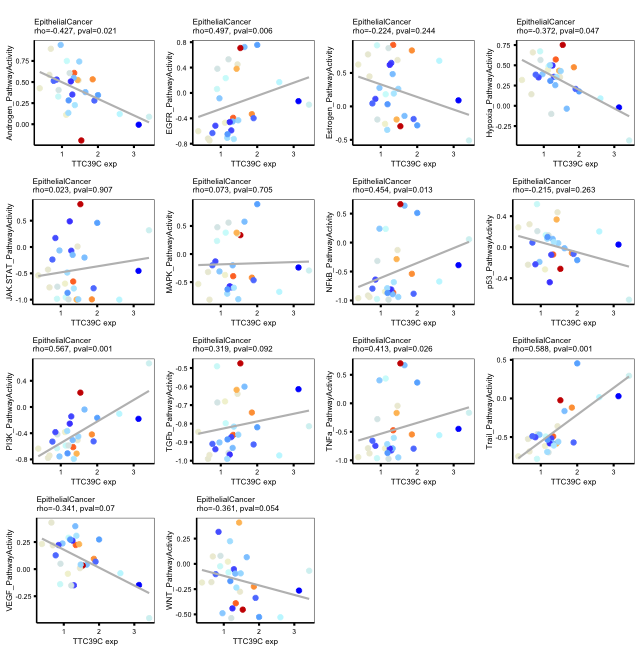 EpithelialCancer
rho=-0.427, pval=0.021
Androgen_PathwayActivity
0.75
0.50
0.25
0.00
1
2
3
TTC39C exp
EpithelialCancer
rho=0.497, pval=0.006
EGFR_PathwayActivity
0.8
0.4
0.0
-0.4
-0.8
1
2
3
TTC39C exp
EpithelialCancer
rho=-0.224, pval=0.244
Estrogen_PathwayActivity
0.5
0.0
-0.5
1
2
3
TTC39C exp
EpithelialCancer
rho=-0.372, pval=0.047
Hypoxia_PathwayActivity
0.75
0.50
0.25
0.00
-0.25
1
2
3
TTC39C exp
EpithelialCancer
rho=0.023, pval=0.907
JAK.STAT_PathwayActivity
0.5
0.0
-0.5
-1.0
1
2
3
TTC39C exp
EpithelialCancer
rho=0.073, pval=0.705
MAPK_PathwayActivity
0.5
0.0
-0.5
1
2
3
TTC39C exp
EpithelialCancer
rho=0.454, pval=0.013
NFkB_PathwayActivity
0.5
0.0
-0.5
-1.0
1
2
3
TTC39C exp
EpithelialCancer
rho=-0.215, pval=0.263
p53_PathwayActivity
0.4
0.0
-0.4
1
2
3
TTC39C exp
EpithelialCancer
rho=0.567, pval=0.001
PI3K_PathwayActivity
0.4
0.0
-0.4
-0.8
1
2
3
TTC39C exp
EpithelialCancer
rho=0.319, pval=0.092
TGFb_PathwayActivity
-0.5
-0.6
-0.7
-0.8
-0.9
-1.0
1
2
3
TTC39C exp
EpithelialCancer
rho=0.413, pval=0.026
TNFa_PathwayActivity
0.5
0.0
-0.5
-1.0
1
2
3
TTC39C exp
EpithelialCancer
rho=0.588, pval=0.001
Trail_PathwayActivity
0.5
0.0
-0.5
1
2
3
TTC39C exp
EpithelialCancer
rho=-0.341, pval=0.07
VEGF_PathwayActivity
0.25
0.00
-0.25
1
2
3
TTC39C exp
EpithelialCancer
rho=-0.361, pval=0.054
WNT_PathwayActivity
0.25
0.00
-0.25
-0.50
1
2
3
TTC39C exp